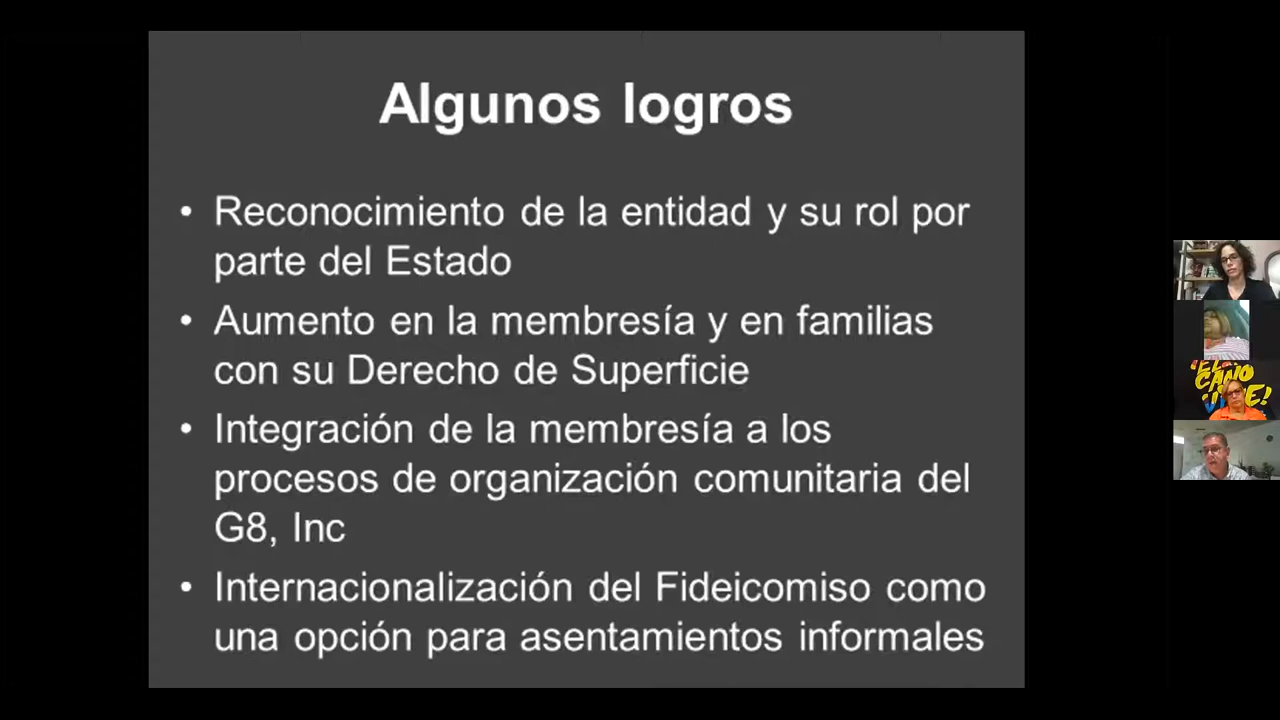 Algunos logros
• Reconocimiento de la entidad y su rol por
parte del Estado
• Aumento en la membresía y en familias
con su Derecho de Superficie
• Integración de la membresía a los
procesos de organización comunitaria del
G8, Inc
• Internacionalización del Fideicomiso como
una opción para asentamientos informales